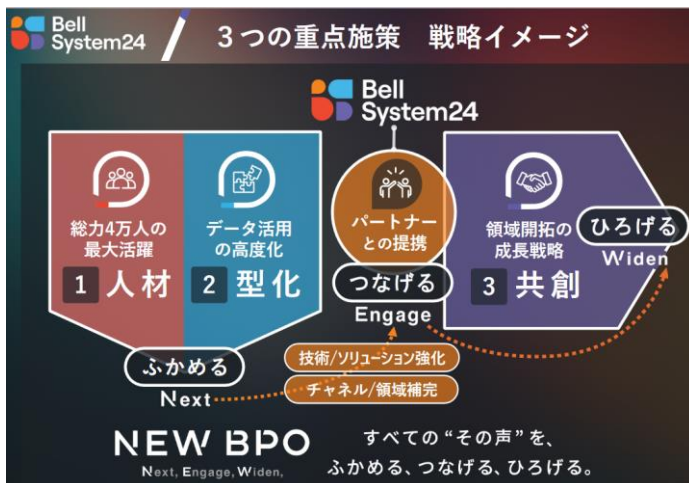 Bell
System24
3つの重点施策 戦略イメージ
Bell
System24
総力4万人の
最大活躍
1 人材
データ活用
の高度化
2 型化
ふかめる
Next
パートナー
との提携
つなげる
Engage
技術/ソリューション強化
チャネル/領域補完
領域開拓の
成長戦略
3 共創
ひろげる
Widen
NEW BPO
Next, Engage, Widen,
すべての“その声”を、
ふかめる、つなげる、ひろげる。